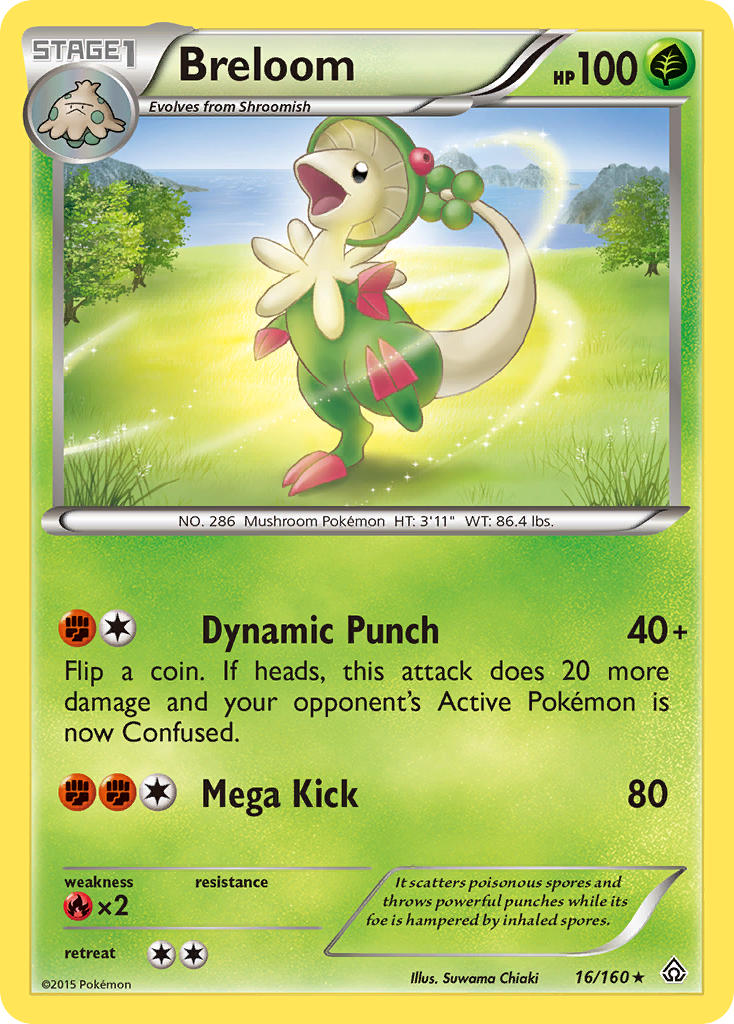 STAGE1
Breloom
HP100
Evolves from Shroomish
NO. 286 Mushroom Pokémon HT: 3'11" WT: 86.4 lbs.
Dynamic Punch 40+
Flip a coin. If heads, this attack does 20 more
damage and your opponent's Active Pokémon is
now Confused.
Mega Kick 80
weakness resistance
×2
retreat
It scatters poisonous spores and
throws powerful punches while its
foe is hampered by inhaled spores.
©2015 Pokémon
Illus. Suwama Chiaki
16/160 ★